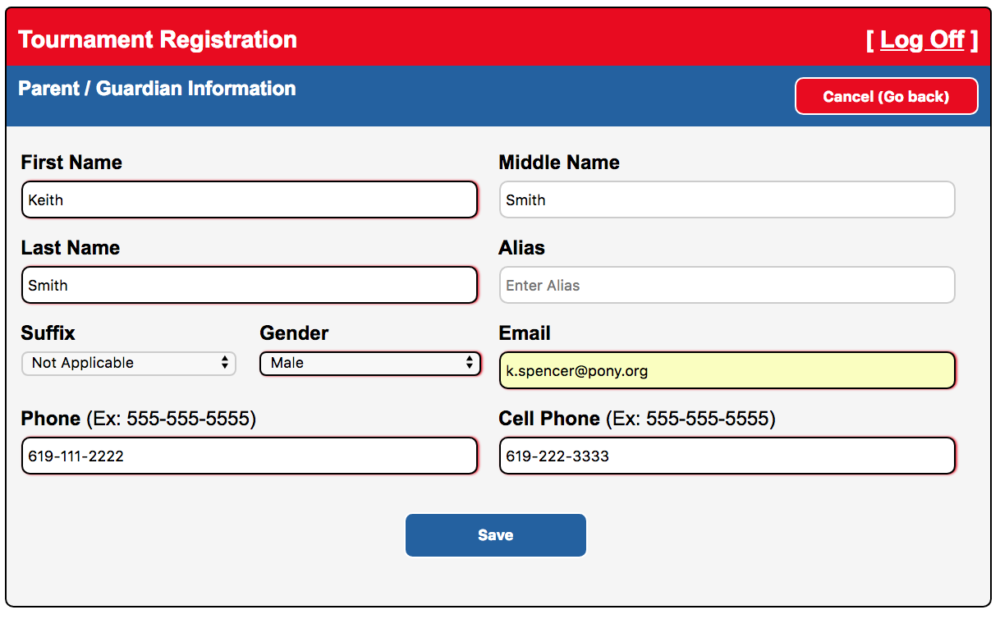 Tournament Registration [ Log Off ]
Parent / Guardian Information
Cancel (Go back)
First Name Middle Name
Keith Smith
Last Name Alias
Smith Enter Alias
Suffix Gender Email
Not Applicable Male
k.spencer@pony.org
Phone (Ex: 555-555-5555) Cell Phone (Ex: 555-555-5555)
619-111-2222 619-222-3333
Save